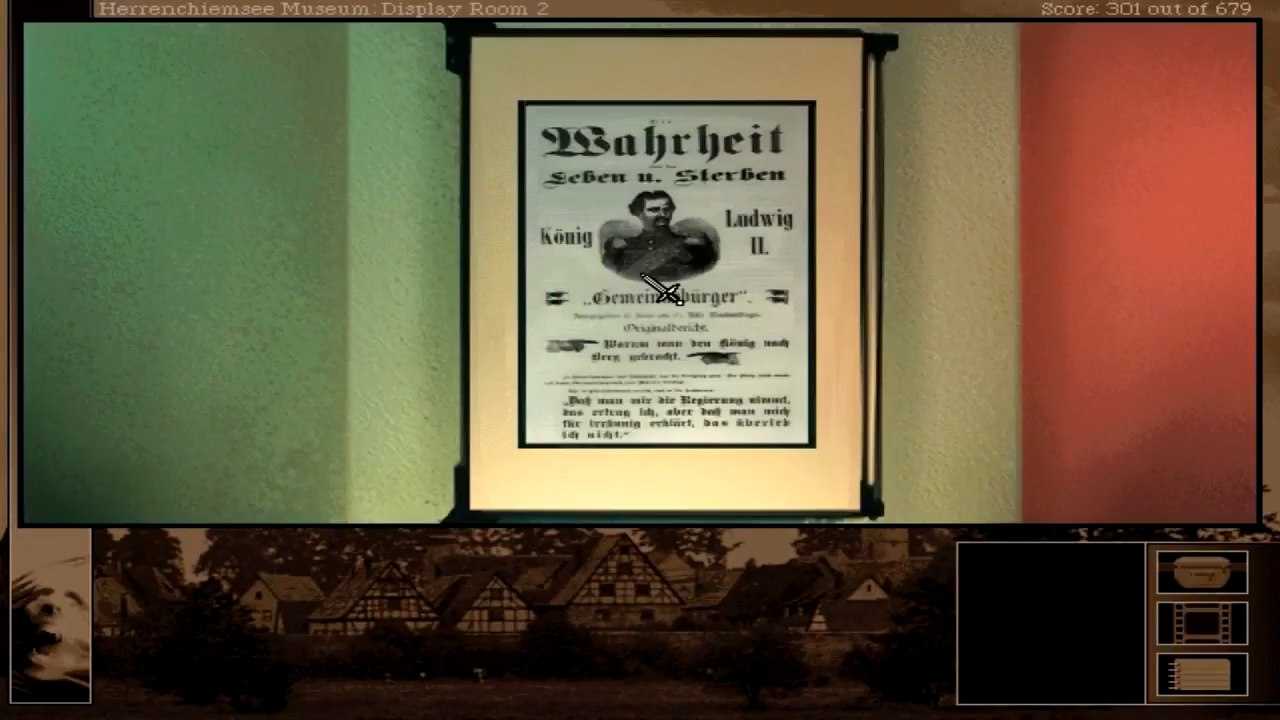 Herrenchiemsee Museum: Display Room 2
Score: 301 out of 679
Die
Wahrheit
Leben u. Sterben
König
Ludwig
II.
Originalbericht.
Warum man den König nach
Berg gebracht.
„Daß man mir die Regierung nimmt,
das ertrag ich, aber daß man mich
für irrsinnig erklärt, das überleb
ich nicht.“